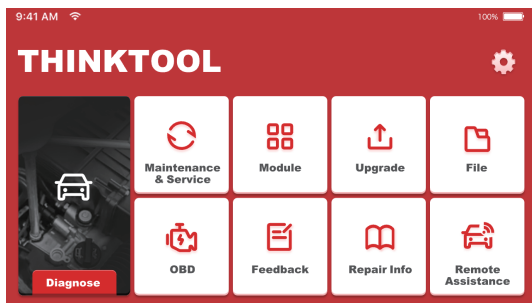 9:41 AM
100%
THINKTOOL
Maintenance
& Service
Module
Upgrade
File
Diagnose
OBD
Feedback
Repair Info
Remote
Assistance